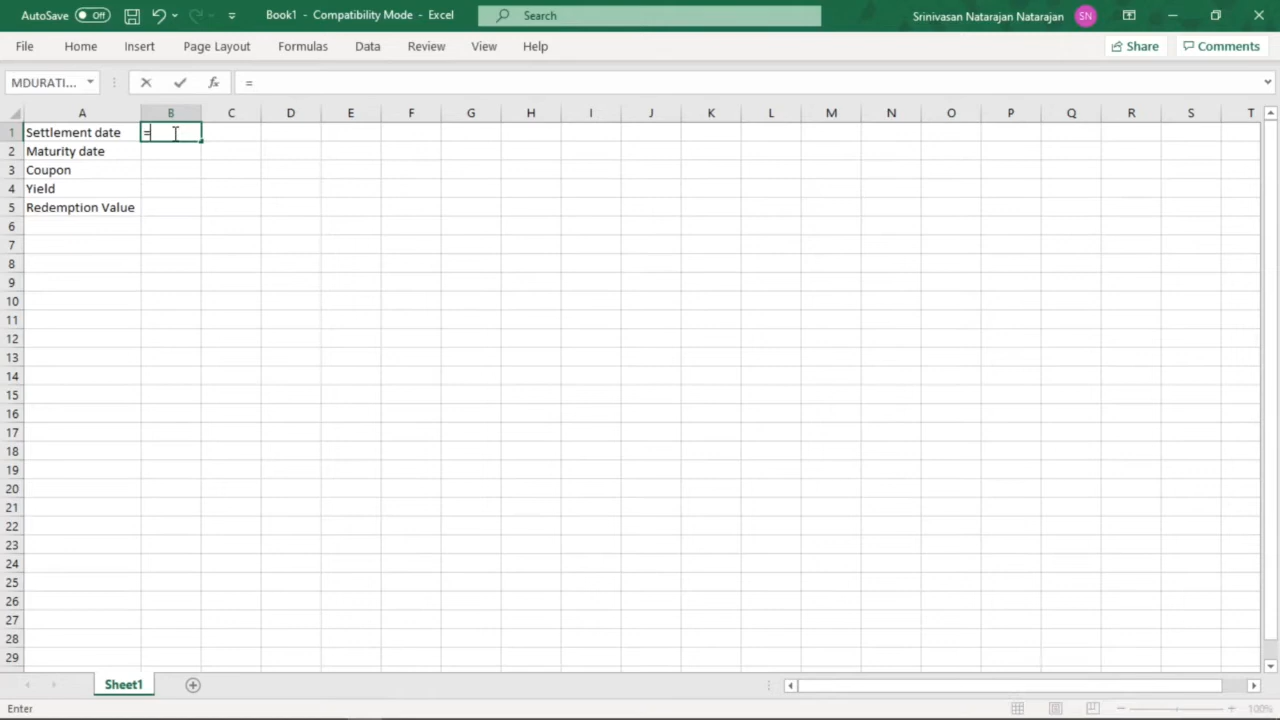 AutoSave Off Book1 - Compatibility Mode - Excel Search Srinivasan Natarajan Natarajan SN
File Home Insert Page Layout Formulas Data Review View Help Share Comments
MDURATI... fx =
A B C D E F G H I J K L M N O P Q R S T
1 Settlement date =
2 Maturity date
3 Coupon
4 Yield
5 Redemption Value
6
7
8
9
10
11
12
13
14
15
16
17
18
19
20
21
22
23
24
25
26
27
28
29
Sheet1
Enter 100%